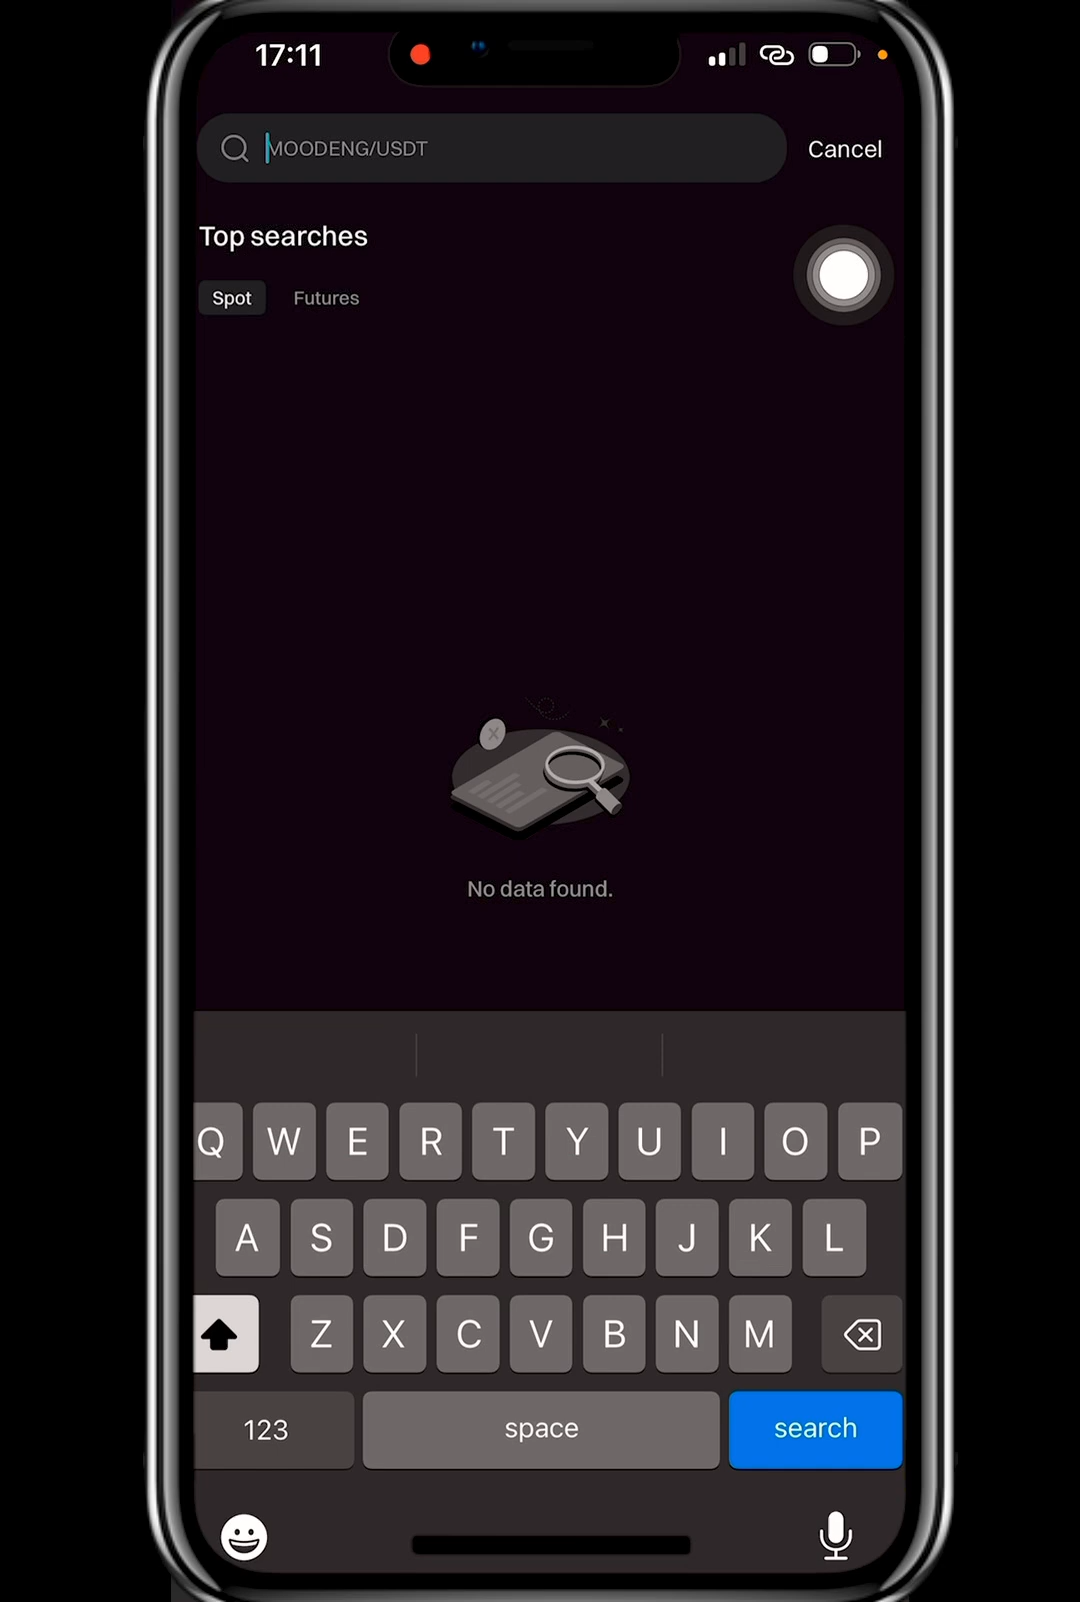 17:11
MOODENG/USDT
Cancel
Top searches
Spot Futures
No data found.
Q W E R T Y U I O P
A S D F G H J K L
Z X C V B N M
123 space search